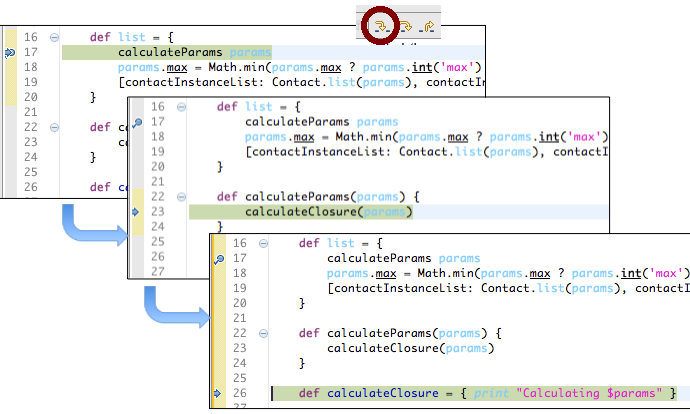 16 def list = {
17 calculateParams params
18 params.max = Math.min(params.max ? params.int('max')
19 [contactInstanceList: Contact.list(params), contactIns
20 }
21
22 def ca
23 ca
24 }
25
26 def ca
16 def list = {
17 calculateParams params
18 params.max = Math.min(params.max ? params.int('max')
19 [contactInstanceList: Contact.list(params), contactI
20 }
21
22 def calculateParams(params) {
23 calculateClosure(params)
24 }
25
26
27
16 def list = {
17 calculateParams params
18 params.max = Math.min(params.max ? params.int('max')
19 [contactInstanceList: Contact.list(params), contactI
20 }
21
22 def calculateParams(params) {
23 calculateClosure(params)
24 }
25
26 def calculateClosure = { print "Calculating $params" }
27